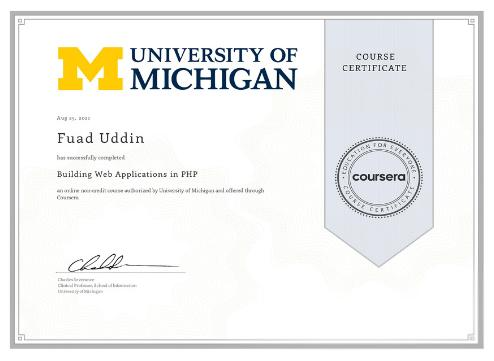 UNIVERSITY OF
MICHIGAN
COURSE
CERTIFICATE
Aug 25, 2021
Fuad Uddin
has successfully completed
Building Web Applications in PHP
an online non-credit course authorized by University of Michigan and offered through
Coursera
EDUCATION FOR EVERYONE
coursera
COURSE CERTIFICATE
Charles Severance
Clinical Professor, School of Information
University of Michigan